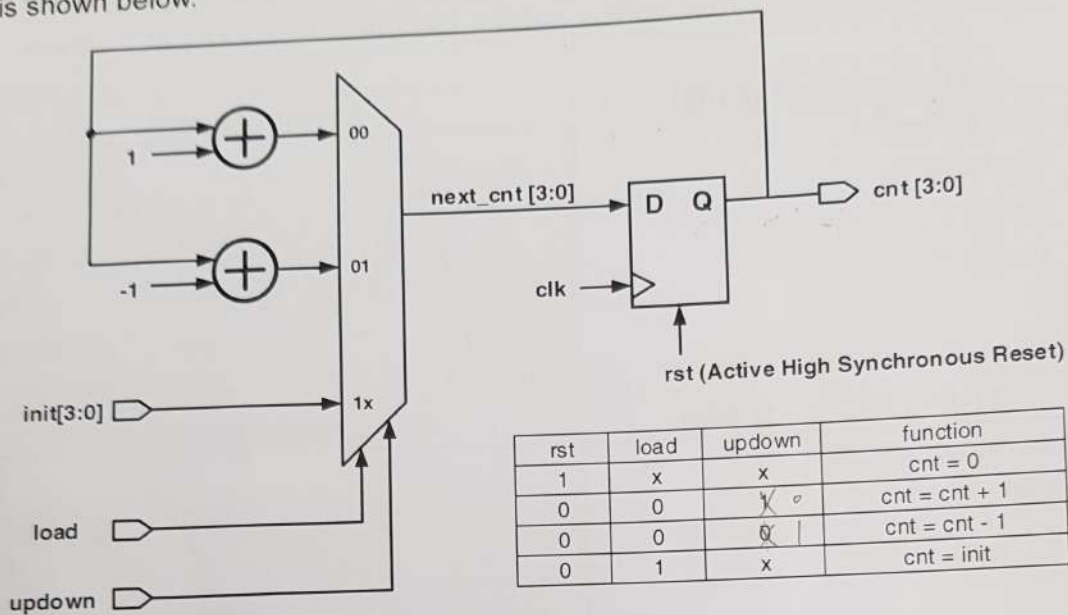 is shown below.
00
1
next_cnt [3:0]
D Q
cnt [3:0]
01
-1
clk
rst (Active High Synchronous Reset)
init[3:0]
1x
rst load updown function
1 x x cnt = 0
0 0 0 cnt = cnt + 1
0 0 1 cnt = cnt - 1
0 1 x cnt = init
load
updown